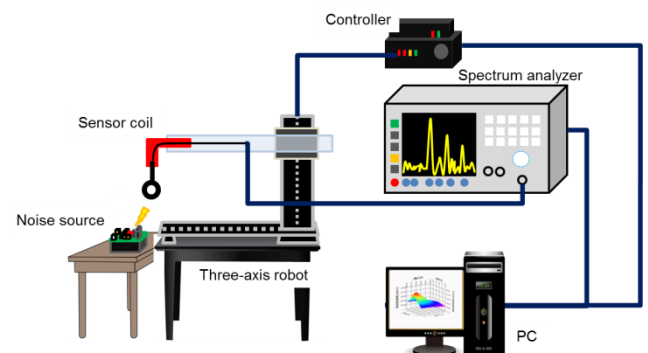 Controller
Spectrum analyzer
Sensor coil
Noise source
Three-axis robot
PC